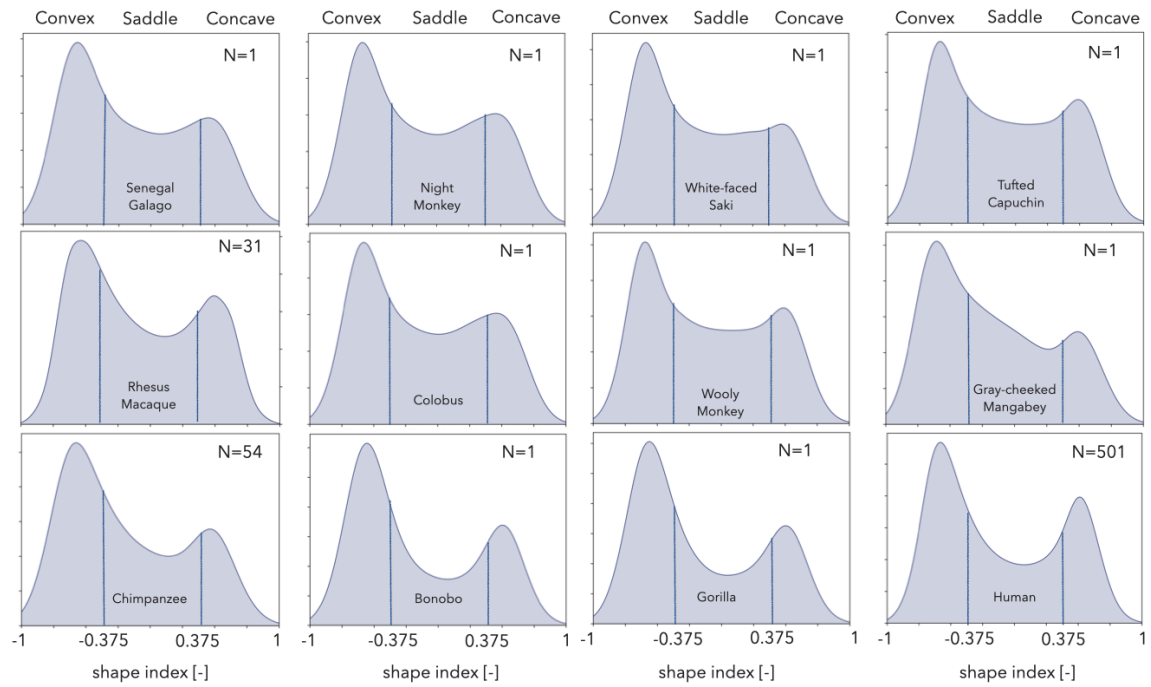 Convex Saddle Concave Convex Saddle Concave Convex Saddle Concave Convex Saddle Concave
N=1 N=1 N=1 N=1
Senegal Night White-faced Tufted
Galago Monkey Saki Capuchin
N=31 N=1 N=1 N=1
Rhesus Colobus Wooly Gray-cheeked
Macaque Monkey Mangabey
N=54 N=1 N=1 N=501
Chimpanzee Bonobo Gorilla Human
-1 -0.375 0.375 1 -1 -0.375 0.375 1 -1 -0.375 0.375 1 -1 -0.375 0.375 1
shape index [-] shape index [-] shape index [-] shape index [-]